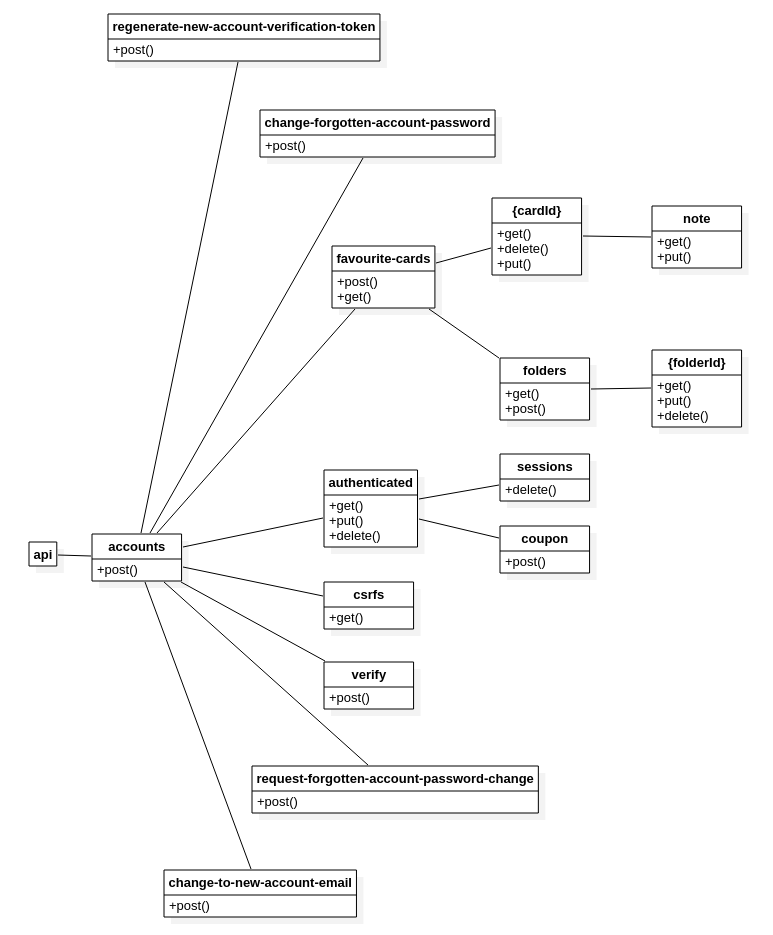 regenerate-new-account-verification-token
+post()
change-forgotten-account-password
+post()
favourite-cards
+post()
+get()
{cardId}
+get()
+delete()
+put()
note
+get()
+put()
folders
+get()
+post()
{folderId}
+get()
+put()
+delete()
authenticated
+get()
+put()
+delete()
sessions
+delete()
coupon
+post()
api
accounts
+post()
csrfs
+get()
verify
+post()
request-forgotten-account-password-change
+post()
change-to-new-account-email
+post()